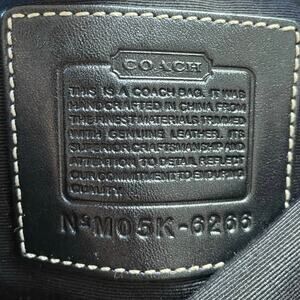 COACH
THIS IS A COACH BAG. IT WAS
HANDCRAFTED IN CHINA FROM
THE FINEST MATERIALS TRIMMED
WITH GENUINE LEATHER. ITS
SUPERIOR CRAFTSMANSHIP AND
ATTENTION TO DETAIL REFLECT
OUR COMMITMENT TO ENDURING
QUALITY.
Nº M05K-6266